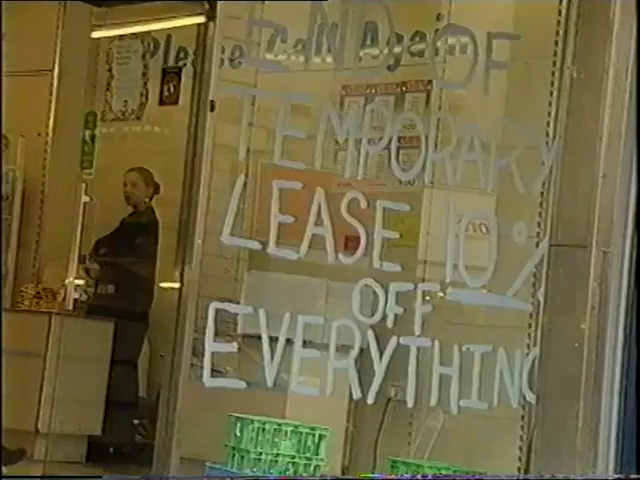 Please Call Again
END OF
TEMPORARY
LEASE 10%
OFF
EVERYTHING